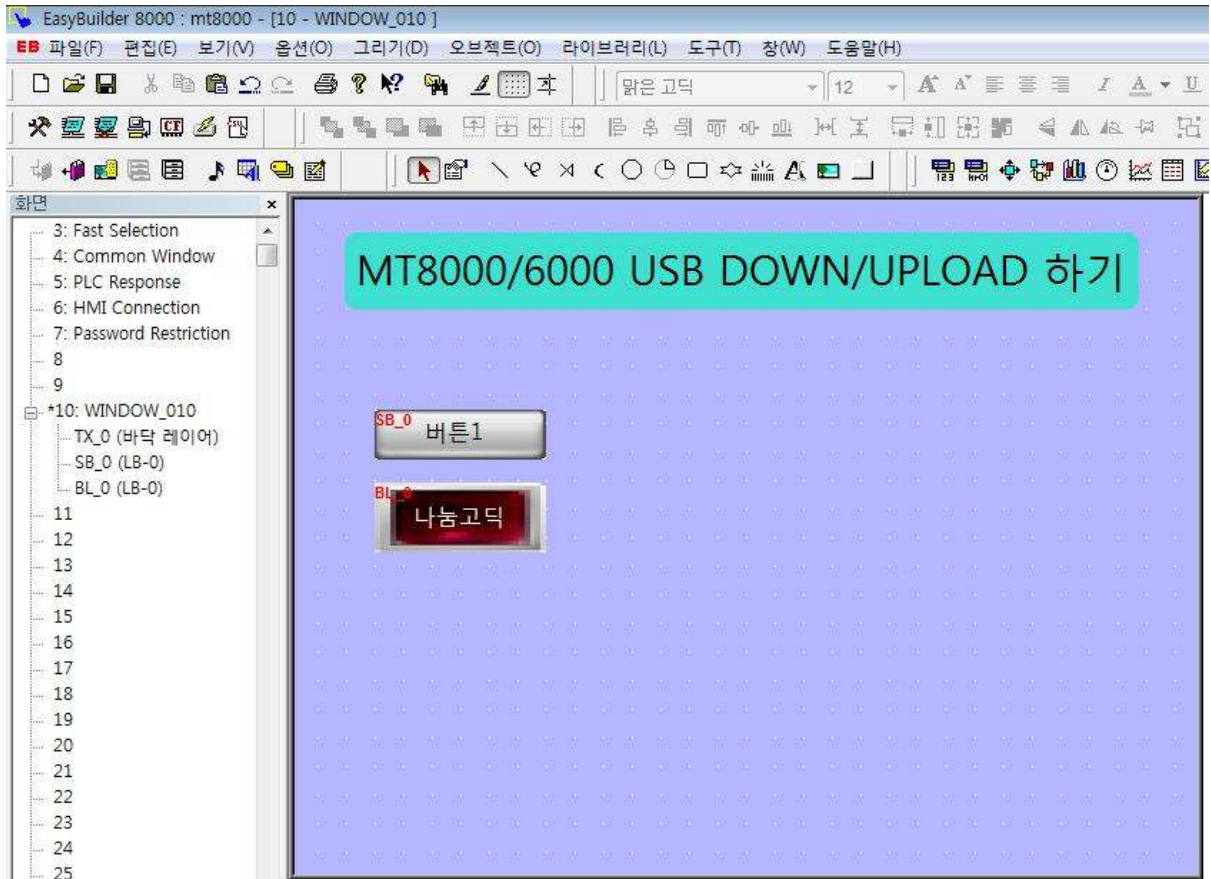 EasyBuilder 8000 : mt8000 - [10 - WINDOW_010 ]
EB 파일(F) 편집(E) 보기(V) 옵션(O) 그리기(D) 오브젝트(O) 라이브러리(L) 도구(T) 창(W) 도움말(H)
맑은 고딕 12
화면
3: Fast Selection
4: Common Window
5: PLC Response
6: HMI Connection
7: Password Restriction
8
9
*10: WINDOW_010
TX_0 (바닥 레이어)
SB_0 (LB-0)
BL_0 (LB-0)
11
12
13
14
15
16
17
18
19
20
21
22
23
24
25
MT8000/6000 USB DOWN/UPLOAD 하기
SB_0
버튼1
BL_0
나눔고딕